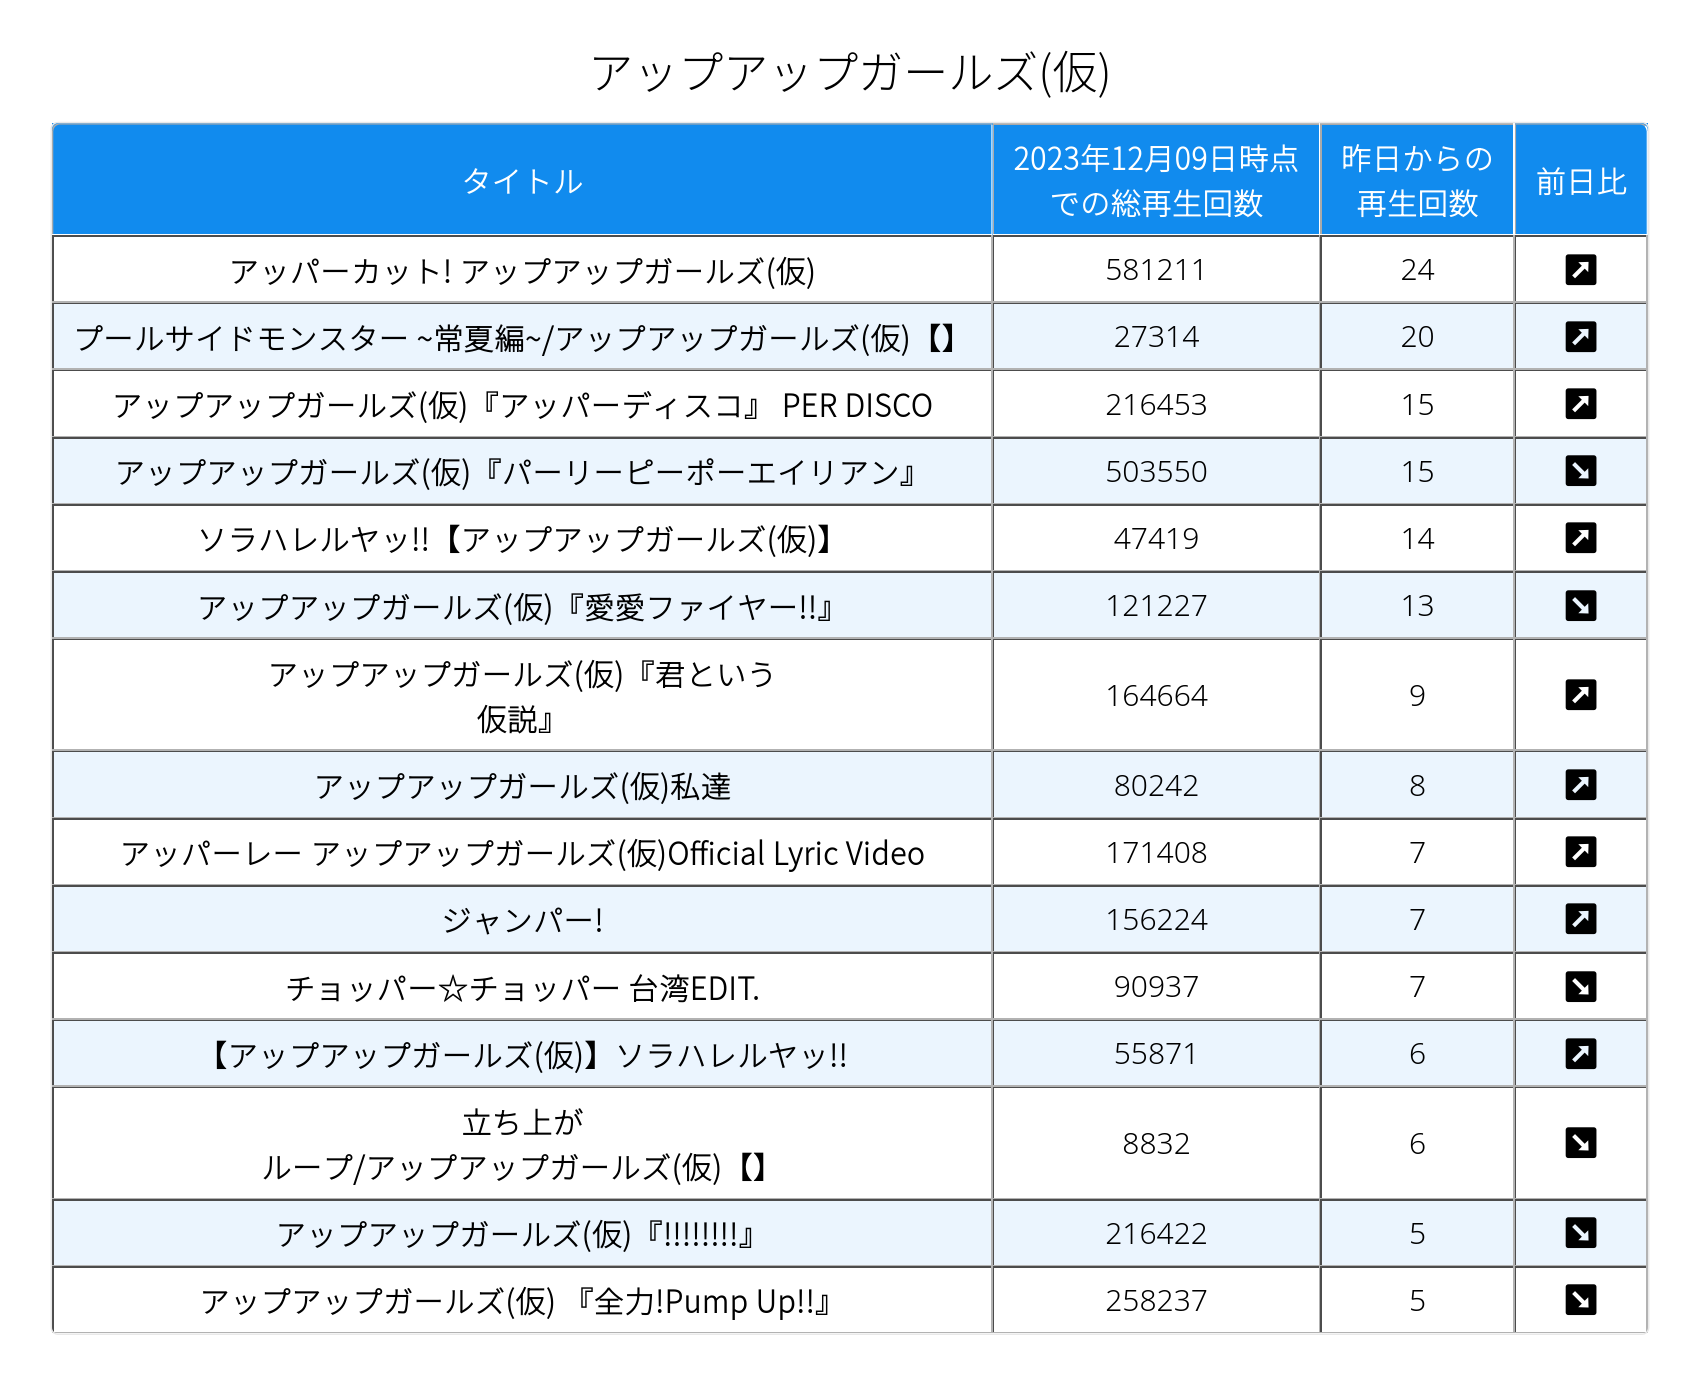 アップアップガールズ(仮)
タイトル
2023年12月09日時点
での総再生回数
昨日からの
再生回数
前日比
アッパーカット! アップアップガールズ(仮) 581211 24
プールサイドモンスター ~常夏編~/アップアップガールズ(仮)【】 27314 20
アップアップガールズ(仮)『アッパーディスコ』 PER DISCO 216453 15
アップアップガールズ(仮)『パーリーピーポーエイリアン』 503550 15
ソラハレルヤッ!!【アップアップガールズ(仮)】 47419 14
アップアップガールズ(仮)『愛愛ファイヤー!!』 121227 13
アップアップガールズ(仮)『君という
仮説』 164664 9
アップアップガールズ(仮)私達 80242 8
アッパーレー アップアップガールズ(仮)Official Lyric Video 171408 7
ジャンパー! 156224 7
チョッパー☆チョッパー 台湾EDIT. 90937 7
【アップアップガールズ(仮)】ソラハレルヤッ!! 55871 6
立ち上が
ループ/アップアップガールズ(仮)【】 8832 6
アップアップガールズ(仮)『!!!!!!!!』 216422 5
アップアップガールズ(仮) 『全力!Pump Up!!』 258237 5